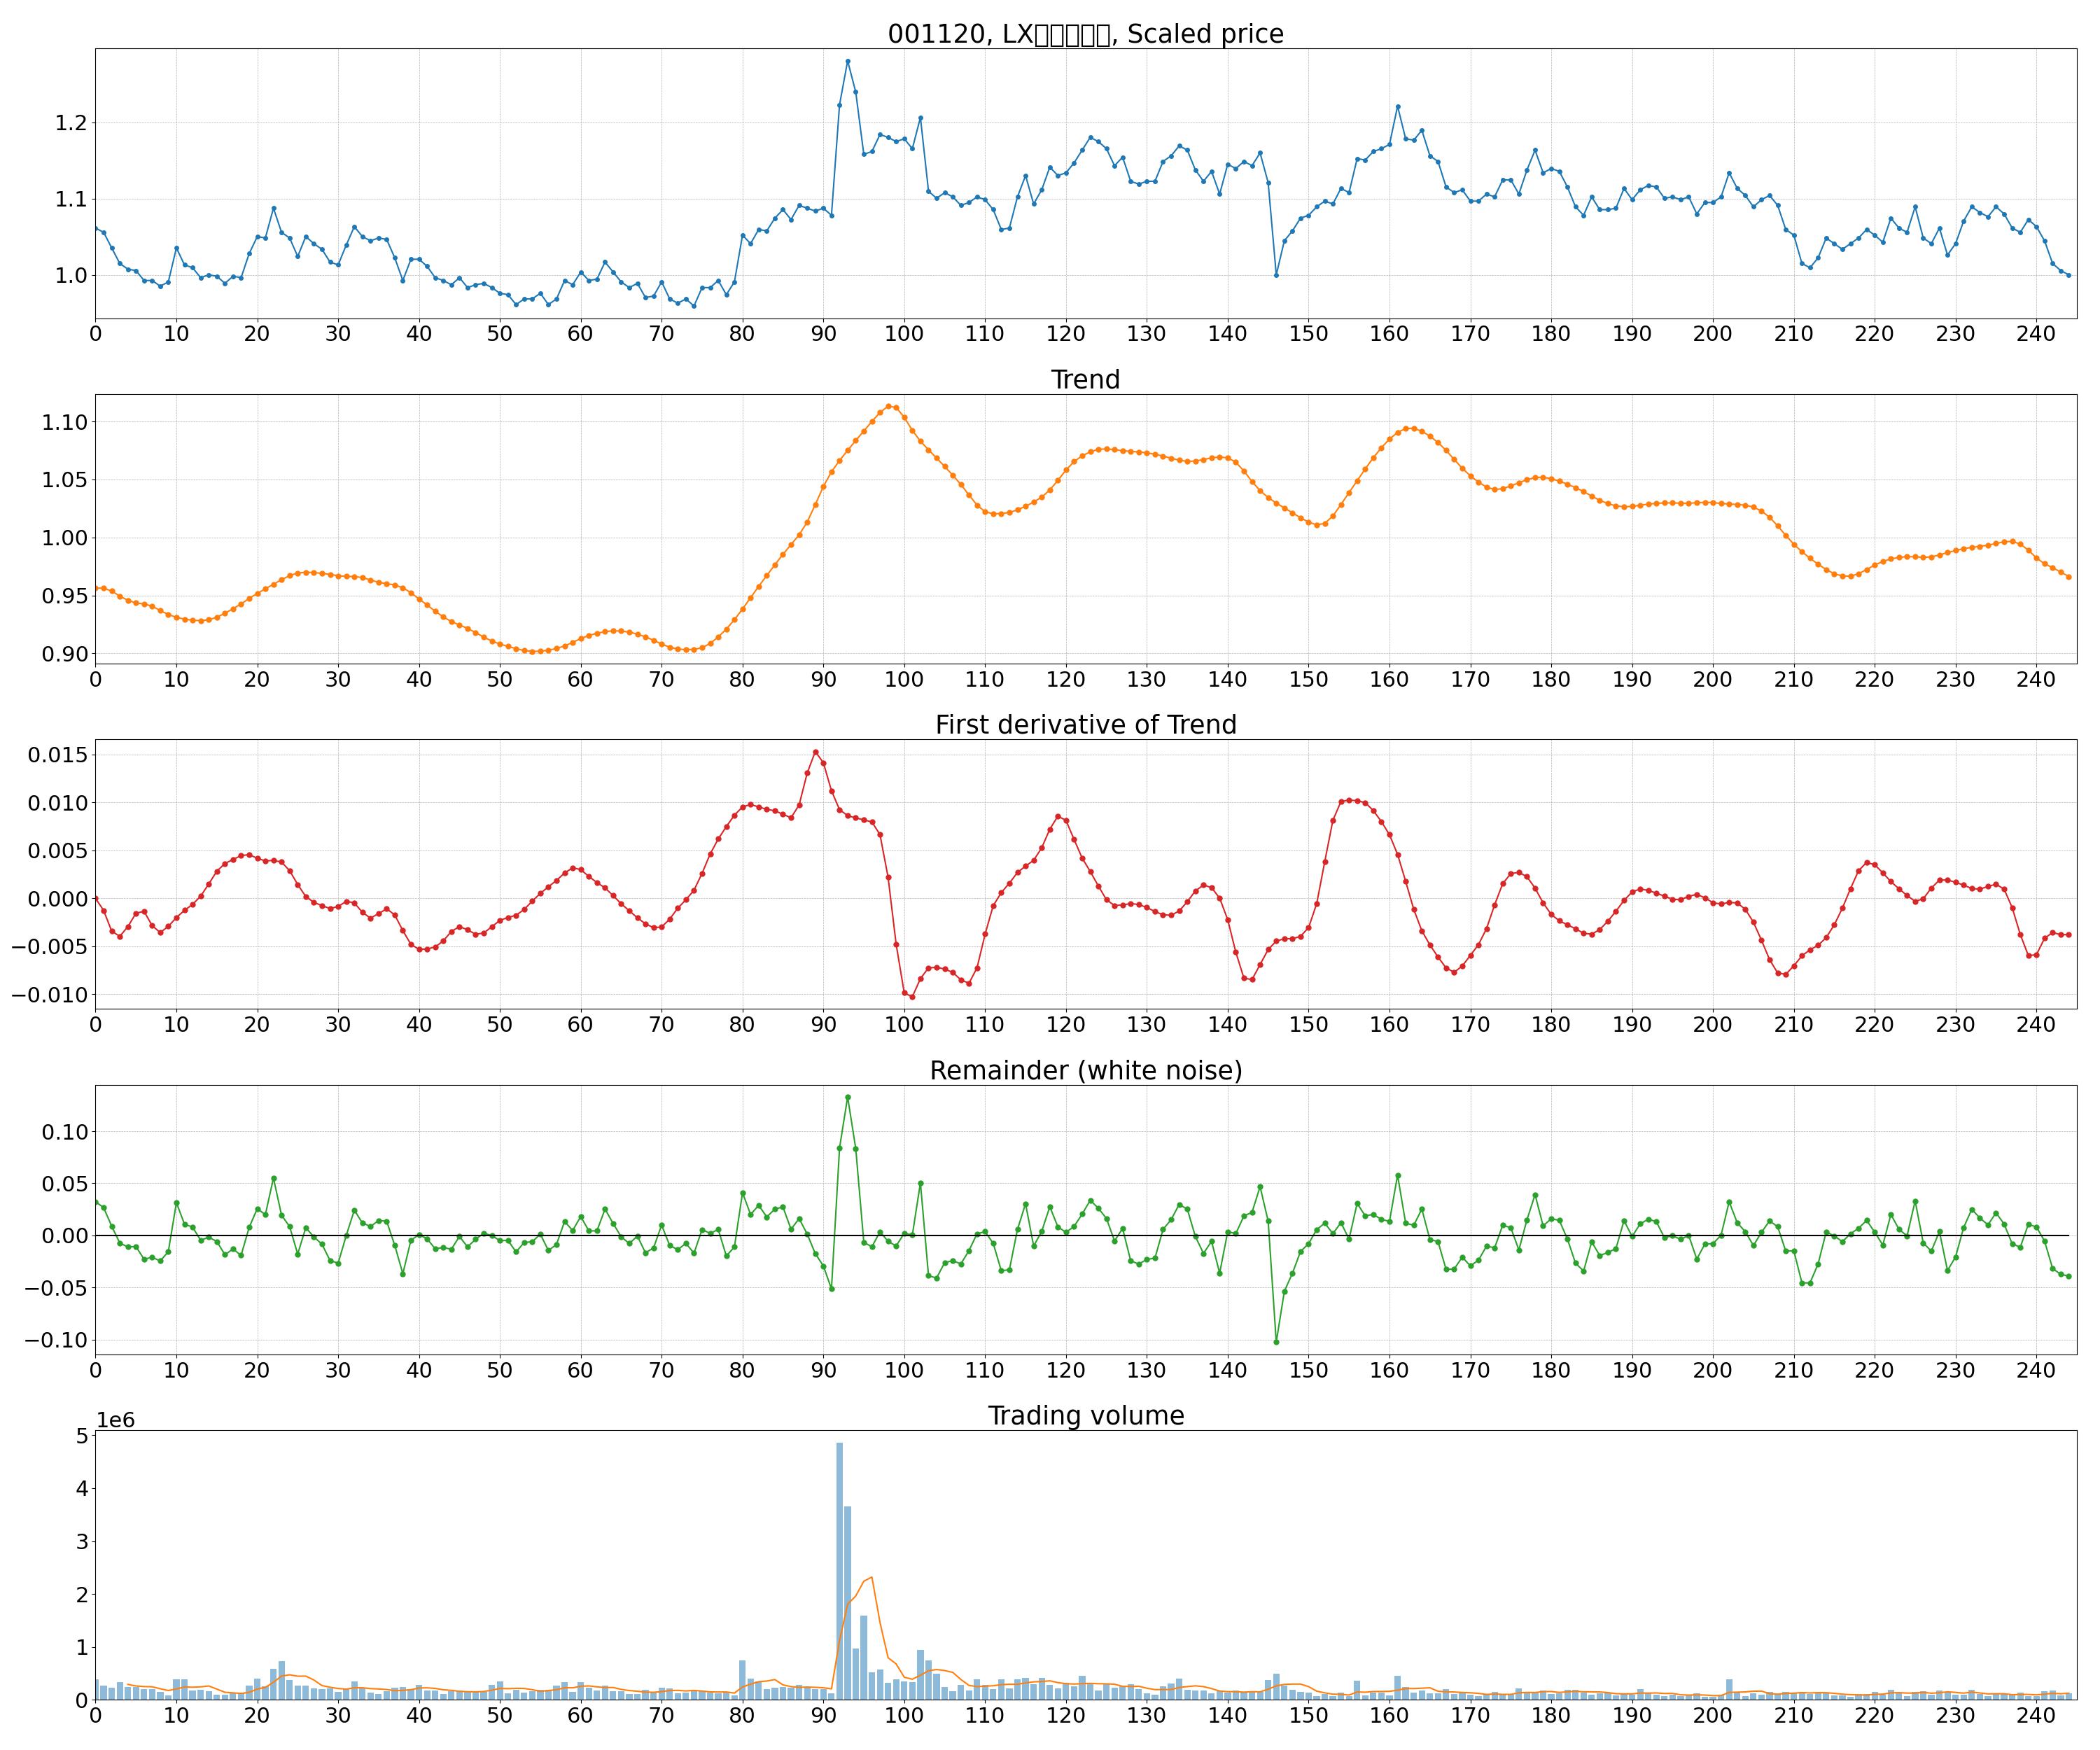 001120, LX□□□□□, Scaled price
1.2
1.1
1.0
0 10 20 30 40 50 60 70 80 90 100 110 120 130 140 150 160 170 180 190 200 210 220 230 240
Trend
1.10
1.05
1.00
0.95
0.90
0 10 20 30 40 50 60 70 80 90 100 110 120 130 140 150 160 170 180 190 200 210 220 230 240
First derivative of Trend
0.015
0.010
0.005
0.000
−0.005
−0.010
0 10 20 30 40 50 60 70 80 90 100 110 120 130 140 150 160 170 180 190 200 210 220 230 240
Remainder (white noise)
0.10
0.05
0.00
−0.05
−0.10
0 10 20 30 40 50 60 70 80 90 100 110 120 130 140 150 160 170 180 190 200 210 220 230 240
Trading volume
1e6
5
4
3
2
1
0
0 10 20 30 40 50 60 70 80 90 100 110 120 130 140 150 160 170 180 190 200 210 220 230 240